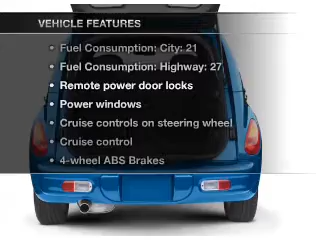 VEHICLE FEATURES
• Fuel Consumption: City: 21
• Fuel Consumption: Highway: 27
• Remote power door locks
• Power windows
• Cruise controls on steering wheel
• Cruise control
• 4-wheel ABS Brakes